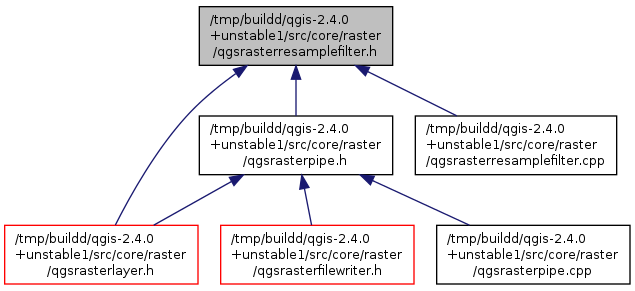 /tmp/buildd/qgis-2.4.0
+unstable1/src/core/raster
/qgsrasterresamplefilter.h
/tmp/buildd/qgis-2.4.0
+unstable1/src/core/raster
/qgsrasterpipe.h
/tmp/buildd/qgis-2.4.0
+unstable1/src/core/raster
/qgsrasterresamplefilter.cpp
/tmp/buildd/qgis-2.4.0
+unstable1/src/core/raster
/qgsrasterlayer.h
/tmp/buildd/qgis-2.4.0
+unstable1/src/core/raster
/qgsrasterfilewriter.h
/tmp/buildd/qgis-2.4.0
+unstable1/src/core/raster
/qgsrasterpipe.cpp